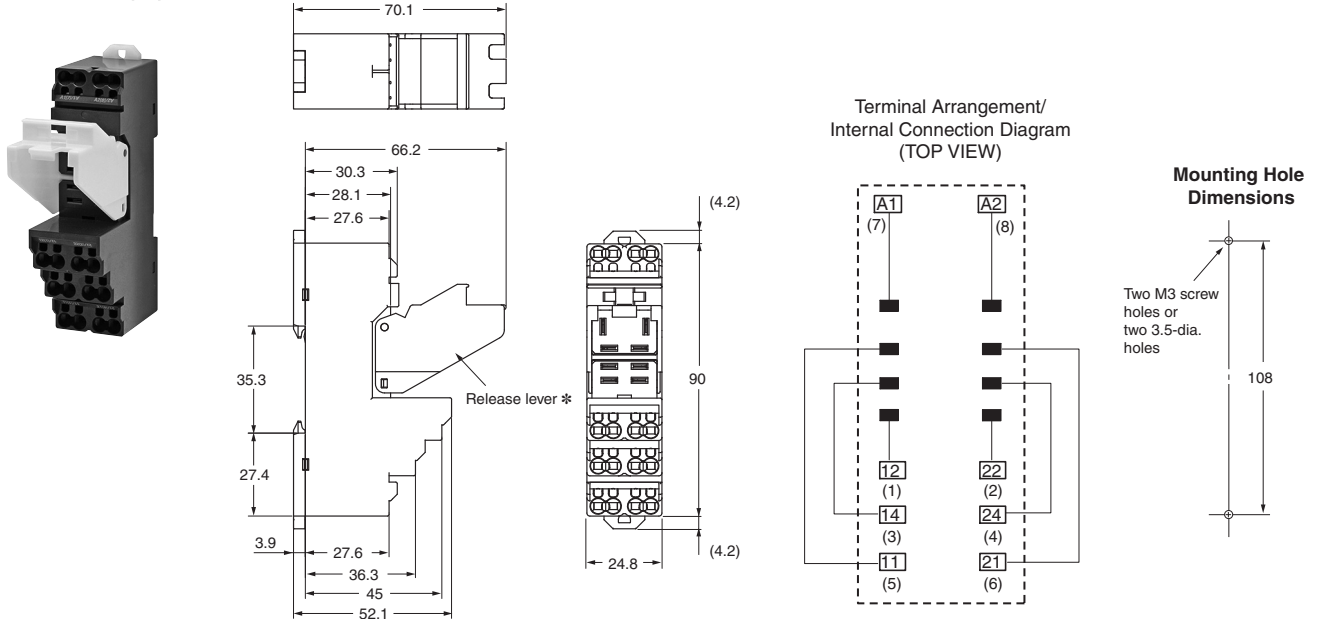 70.1
66.2
30.3
28.1
27.6
35.3
27.4
3.9
27.6
36.3
45
52.1
Release lever ✻
(4.2)
90
24.8
(4.2)
Terminal Arrangement/
Internal Connection Diagram
(TOP VIEW)
A1
A2
(7)
(8)
12
22
(1)
(2)
14
24
(3)
(4)
11
21
(5)
(6)
Mounting Hole
Dimensions
Two M3 screw
holes or
two 3.5-dia.
holes
108